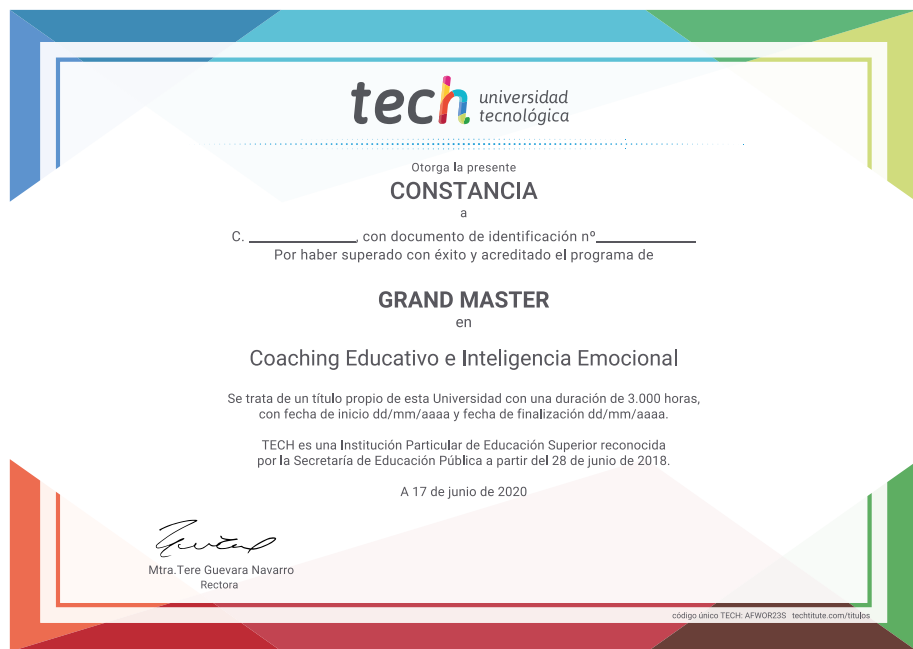 tech universidad
tecnológica
Otorga la presente
CONSTANCIA
a
C. ____________, con documento de identificación nº____________
Por haber superado con éxito y acreditado el programa de
GRAND MASTER
en
Coaching Educativo e Inteligencia Emocional
Se trata de un título propio de esta Universidad con una duración de 3.000 horas,
con fecha de inicio dd/mm/aaaa y fecha de finalización dd/mm/aaaa.
TECH es una Institución Particular de Educación Superior reconocida
por la Secretaría de Educación Pública a partir del 28 de junio de 2018.
A 17 de junio de 2020
Mtra.Tere Guevara Navarro
Rectora
código único TECH: AFWOR23S techtitute.com/titulos